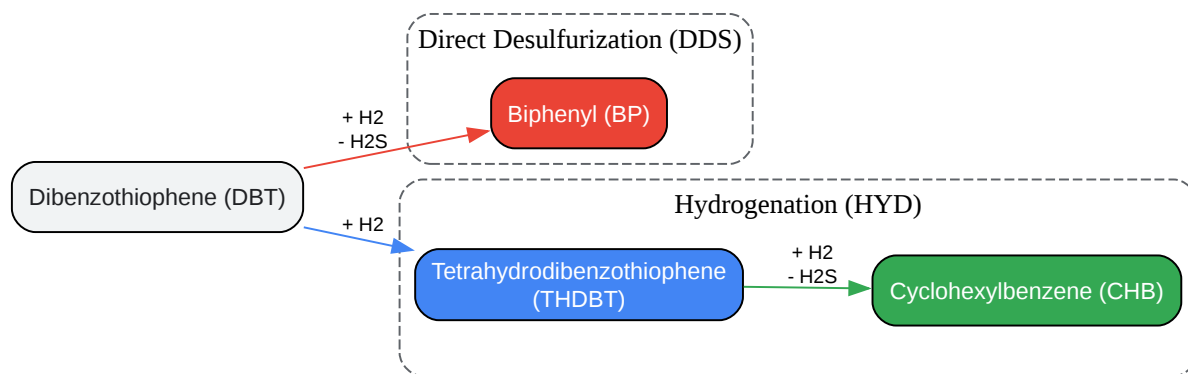 Direct Desulfurization (DDS)
Biphenyl (BP)
+ H2
- H2S
Dibenzothiophene (DBT)
+ H2
Hydrogenation (HYD)
Tetrahydrodibenzothiophene
(THDBT)
+ H2
- H2S
Cyclohexylbenzene (CHB)